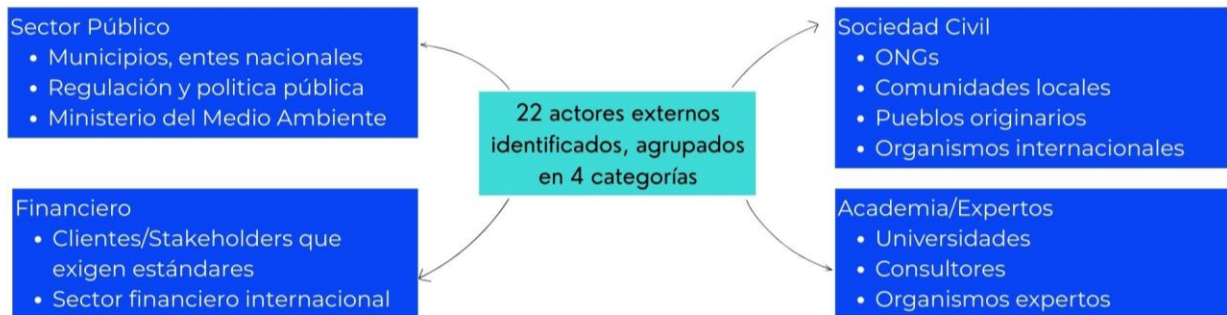 Sector Público
• Municipios, entes nacionales
• Regulación y politica pública
• Ministerio del Medio Ambiente
Sociedad Civil
• ONGs
• Comunidades locales
• Pueblos originarios
• Organismos internacionales
22 actores externos
identificados, agrupados
en 4 categorías
Financiero
• Clientes/Stakeholders que
exigen estándares
• Sector financiero internacional
Academia/Expertos
• Universidades
• Consultores
• Organismos expertos